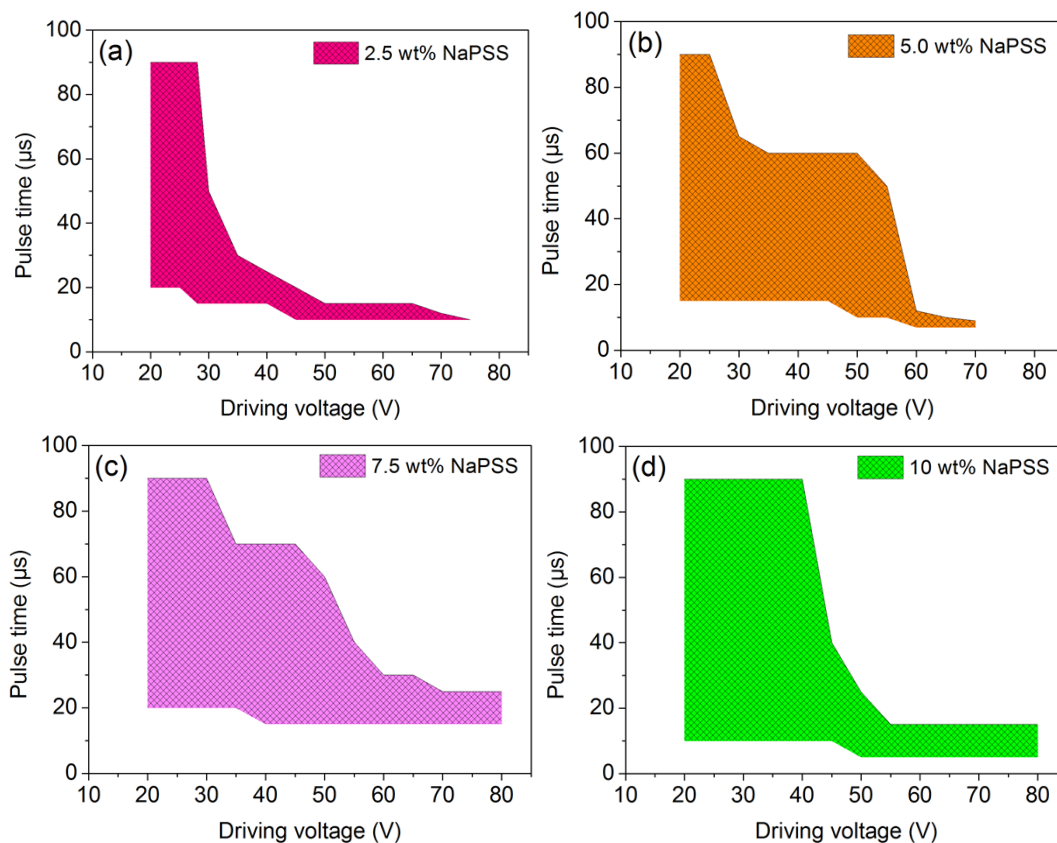 (a)
2.5 wt% NaPSS
Pulse time (µs)
100
80
60
40
20
0
10 20 30 40 50 60 70 80
Driving voltage (V)
(b)
5.0 wt% NaPSS
Pulse time (µs)
100
80
60
40
20
0
10 20 30 40 50 60 70 80
Driving voltage (V)
(c)
7.5 wt% NaPSS
Pulse time (µs)
100
80
60
40
20
0
10 20 30 40 50 60 70 80
Driving voltage (V)
(d)
10 wt% NaPSS
Pulse time (µs)
100
80
60
40
20
0
10 20 30 40 50 60 70 80
Driving voltage (V)